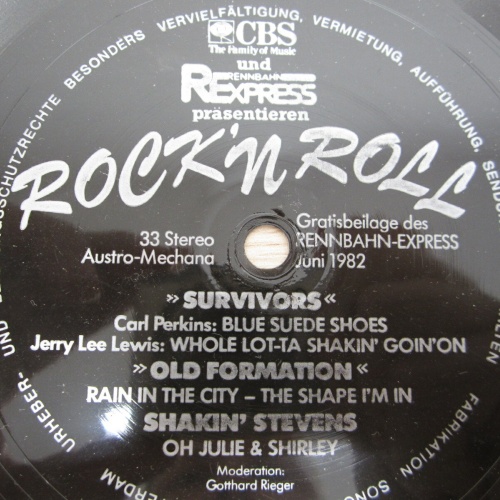 CBS
The Family of Music
und
RENNBAHN
EXPRESS
präsentieren
ROCK'N ROLL
33 Stereo
Austro-Mechana
Gratisbeilage des
RENNBAHN-EXPRESS
Juni 1982
» SURVIVORS «
Carl Perkins: BLUE SUEDE SHOES
Jerry Lee Lewis: WHOLE LOT-TA SHAKIN' GOIN'ON
» OLD FORMATION «
RAIN IN THE CITY – THE SHAPE I'M IN
SHAKIN' STEVENS
OH JULIE & SHIRLEY
Moderation:
Gotthard Rieger
URHEBER- UND
GSSCHUTZRECHTE BESONDERS VERVIELFÄLTIGUNG, VERMIETUNG, AUFFÜHRUNG, SENDU
FABRIKATION SONO